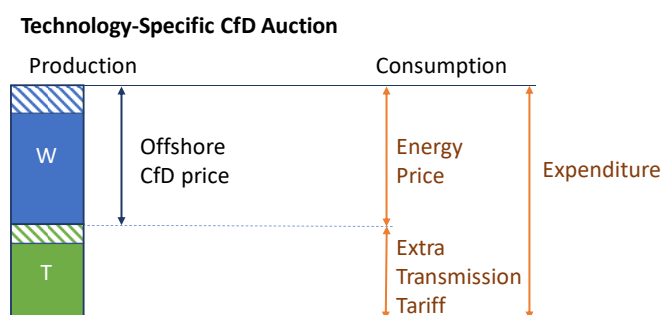 Technology-Specific CfD Auction
Production
Consumption
W
Offshore
CfD price
Energy
Price
Expenditure
T
Extra
Transmission
Tariff